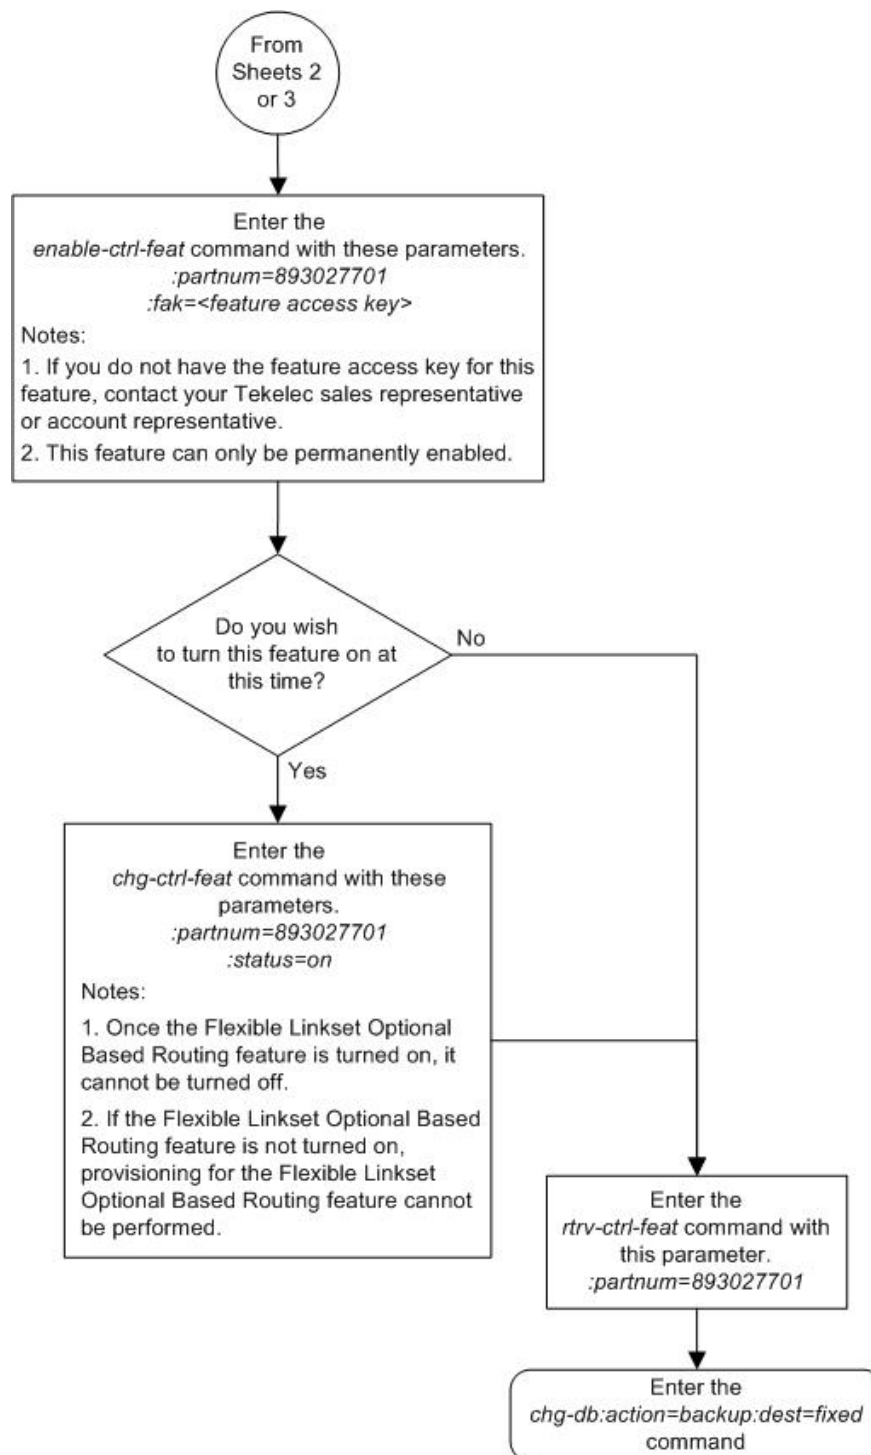 From
Sheets 2
or 3
Enter the
enable-ctrl-feat command with these parameters.
:partnum=893027701
:fak=<feature access key>
Notes:
1. If you do not have the feature access key for this
feature, contact your Tekelec sales representative
or account representative.
2. This feature can only be permanently enabled.
Do you wish
to turn this feature on at
this time?
No
Yes
Enter the
chg-ctrl-feat command with these
parameters.
:partnum=893027701
:status=on
Notes:
1. Once the Flexible Linkset Optional
Based Routing feature is turned on, it
cannot be turned off.
2. If the Flexible Linkset Optional Based
Routing feature is not turned on,
provisioning for the Flexible Linkset
Optional Based Routing feature cannot
be performed.
Enter the
rtrv-ctrl-feat command with
this parameter.
:partnum=893027701
Enter the
chg-db:action=backup:dest=fixed
command